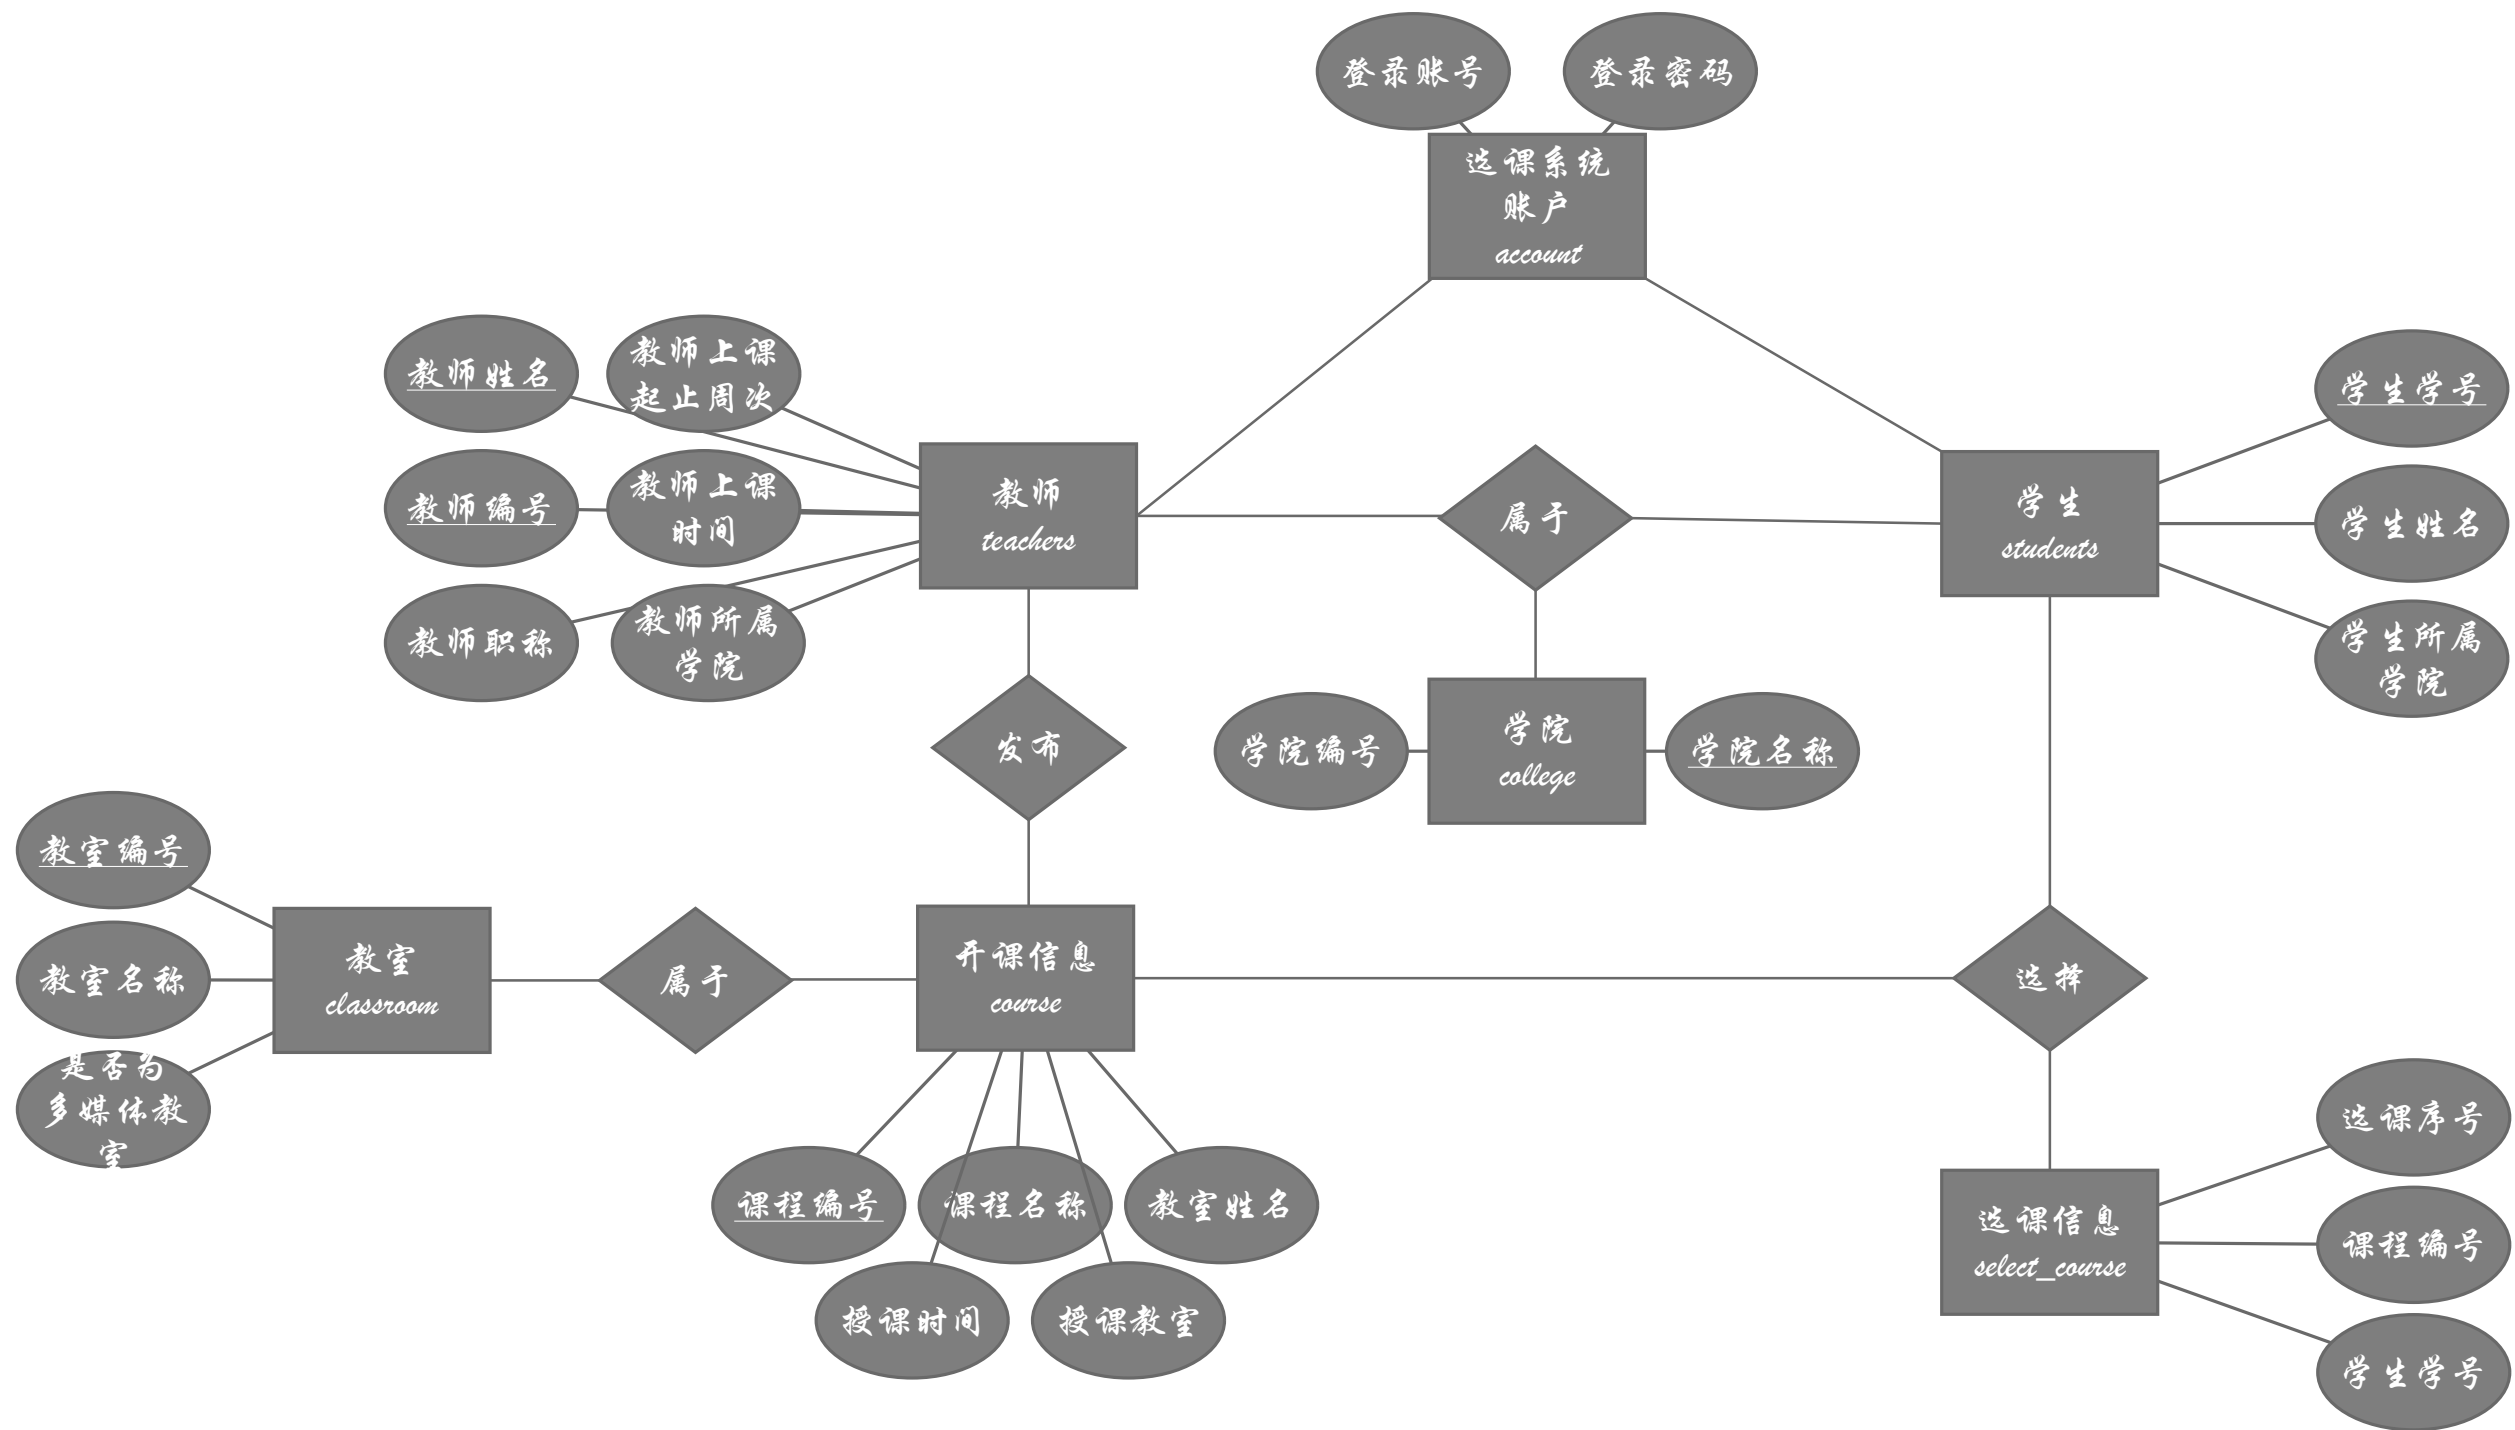 登录账号
登录密码
选课系统
账户
account
教师姓名
教师上课
起止周次
教师编号
教师上课
时间
教师职称
教师所属
学院
教师
teachers
属于
学生
students
学生学号
学生姓名
学生所属
学院
发布
学院编号
学院
college
学院名称
教室编号
教室名称
是否为
多媒体教
室
教室
classroom
属于
开课信息
course
选择
课程编号
课程名称
教室姓名
授课时间
授课教室
选课信息
select_course
选课序号
课程编号
学生学号